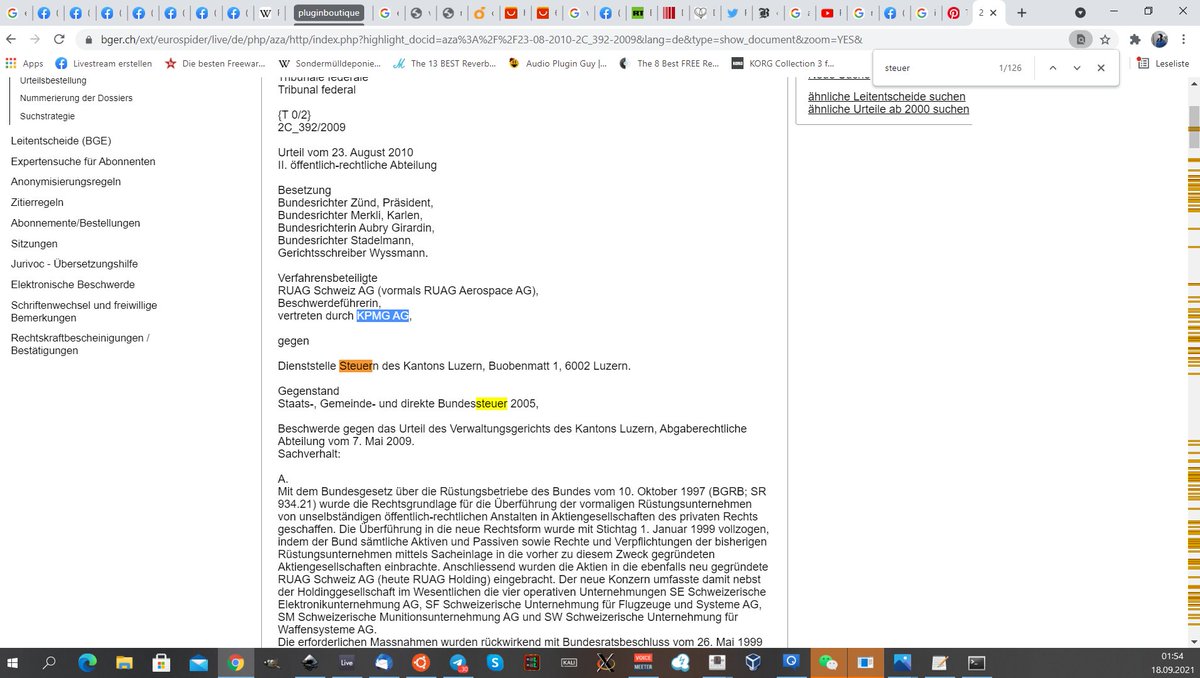 pluginboutique
2
bger.ch/ext/eurospider/live/de/php/aza/http/index.php?highlight_docid=aza%3A%2F%2F23-08-2010-2C_392-2009&lang=de&type=show_document&zoom=YES&
Apps
Livestream erstellen
Die besten Freewar...
Sondermülldeponie...
The 13 BEST Reverb...
Audio Plugin Guy |...
The 8 Best FREE Re...
KORG Collection 3 f...
Leseliste
steuer
1/126
Urteilsbestellung
Nummerierung der Dossiers
Suchstrategie
Leitentscheide (BGE)
Expertensuche für Abonnenten
Anonymisierungsregeln
Zitierregeln
Abonnemente/Bestellungen
Sitzungen
Jurivoc - Übersetzungshilfe
Elektronische Beschwerde
Schriftenwechsel und freiwillige
Bemerkungen
Rechtskraftbescheinigungen /
Bestätigungen
Tribunale federale
Tribunal federal
{T 0/2}
2C_392/2009
Urteil vom 23. August 2010
II. öffentlich-rechtliche Abteilung
Besetzung
Bundesrichter Zünd, Präsident,
Bundesrichter Merkli, Karlen,
Bundesrichterin Aubry Girardin,
Bundesrichter Stadelmann,
Gerichtsschreiber Wyssmann.
Verfahrensbeteiligte
RUAG Schweiz AG (vormals RUAG Aerospace AG),
Beschwerdeführerin,
vertreten durch KPMG AG,
gegen
Dienststelle Steuern des Kantons Luzern, Buobenmatt 1, 6002 Luzern.
Gegenstand
Staats-, Gemeinde- und direkte Bundessteuer 2005,
Beschwerde gegen das Urteil des Verwaltungsgerichts des Kantons Luzern, Abgaberechtliche
Abteilung vom 7. Mai 2009.
Sachverhalt:
A.
Mit dem Bundesgesetz über die Rüstungsbetriebe des Bundes vom 10. Oktober 1997 (BGRB; SR
934.21) wurde die Rechtsgrundlage für die Überführung der vormaligen Rüstungsunternehmen
von unselbständigen öffentlich-rechtlichen Anstalten in Aktiengesellschaften des privaten Rechts
geschaffen. Die Überführung in die neue Rechtsform wurde mit Stichtag 1. Januar 1999 vollzogen,
indem der Bund sämtliche Aktiven und Passiven sowie Rechte und Verpflichtungen der bisherigen
Rüstungsunternehmen mittels Sacheinlage in die vorher zu diesem Zweck gegründeten
Aktiengesellschaften einbrachte. Anschliessend wurden die Aktien in die ebenfalls neu gegründete
RUAG Schweiz AG (heute RUAG Holding) eingebracht. Der neue Konzern umfasste damit nebst
der Holdinggesellschaft im Wesentlichen die vier operativen Unternehmungen SE Schweizerische
Elektronikunternehmung AG, SF Schweizerische Unternehmung für Flugzeuge und Systeme AG,
SM Schweizerische Munitionsunternehmung AG und SW Schweizerische Unternehmung für
Waffensysteme AG.
Die erforderlichen Massnahmen wurden rückwirkend mit Bundesratsbeschluss vom 26. Mai 1999
ähnliche Leitentscheide suchen
ähnliche Urteile ab 2000 suchen
Live
KALI
VOICE
01:54
18.09.2021